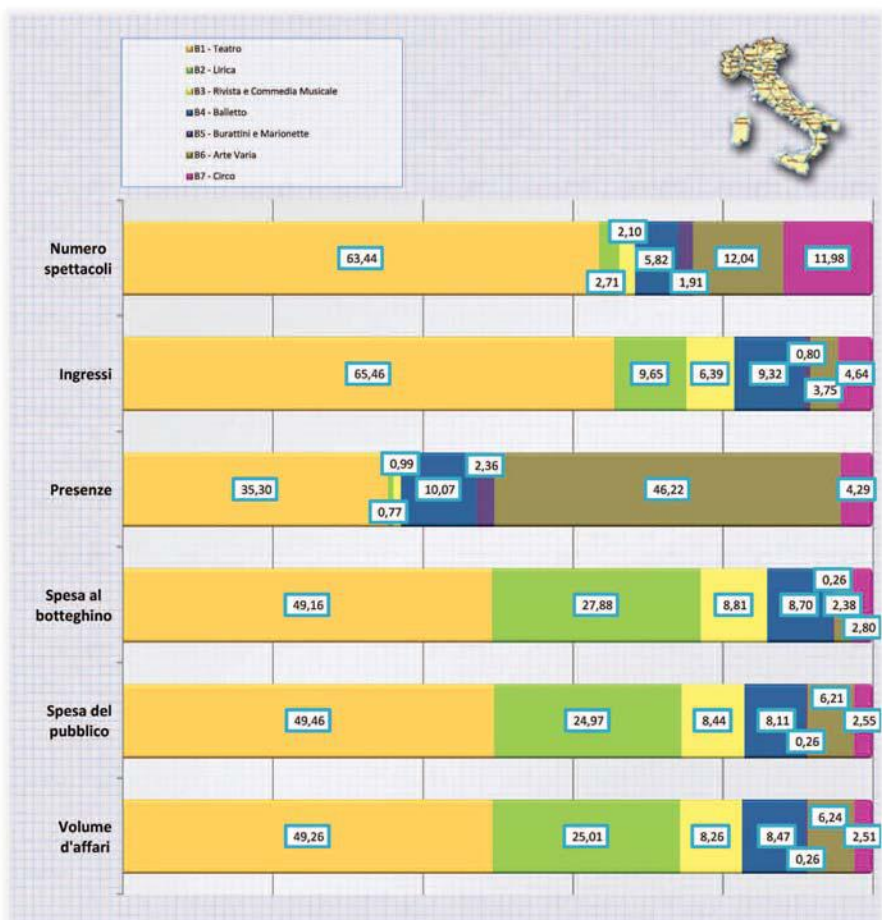 B1 - Teatro
B2 - Lirica
B3 - Rivista e Commedia Musicale
B4 - Balletto
B5 - Burattini e Marionette
B6 - Arte Varia
B7 - Circo
Numero
spettacoli
63,44
2,71
2,10
5,82
1,91
12,04
11,98
Ingressi
65,46
9,65
6,39
9,32
0,80
3,75
4,64
Presenze
35,30
0,77
0,99
10,07
2,36
46,22
4,29
Spesa al
botteghino
49,16
27,88
8,81
8,70
0,26
2,38
2,80
Spesa del
pubblico
49,46
24,97
8,44
8,11
0,26
6,21
2,55
Volume
d'affari
49,26
25,01
8,26
8,47
0,26
6,24
2,51